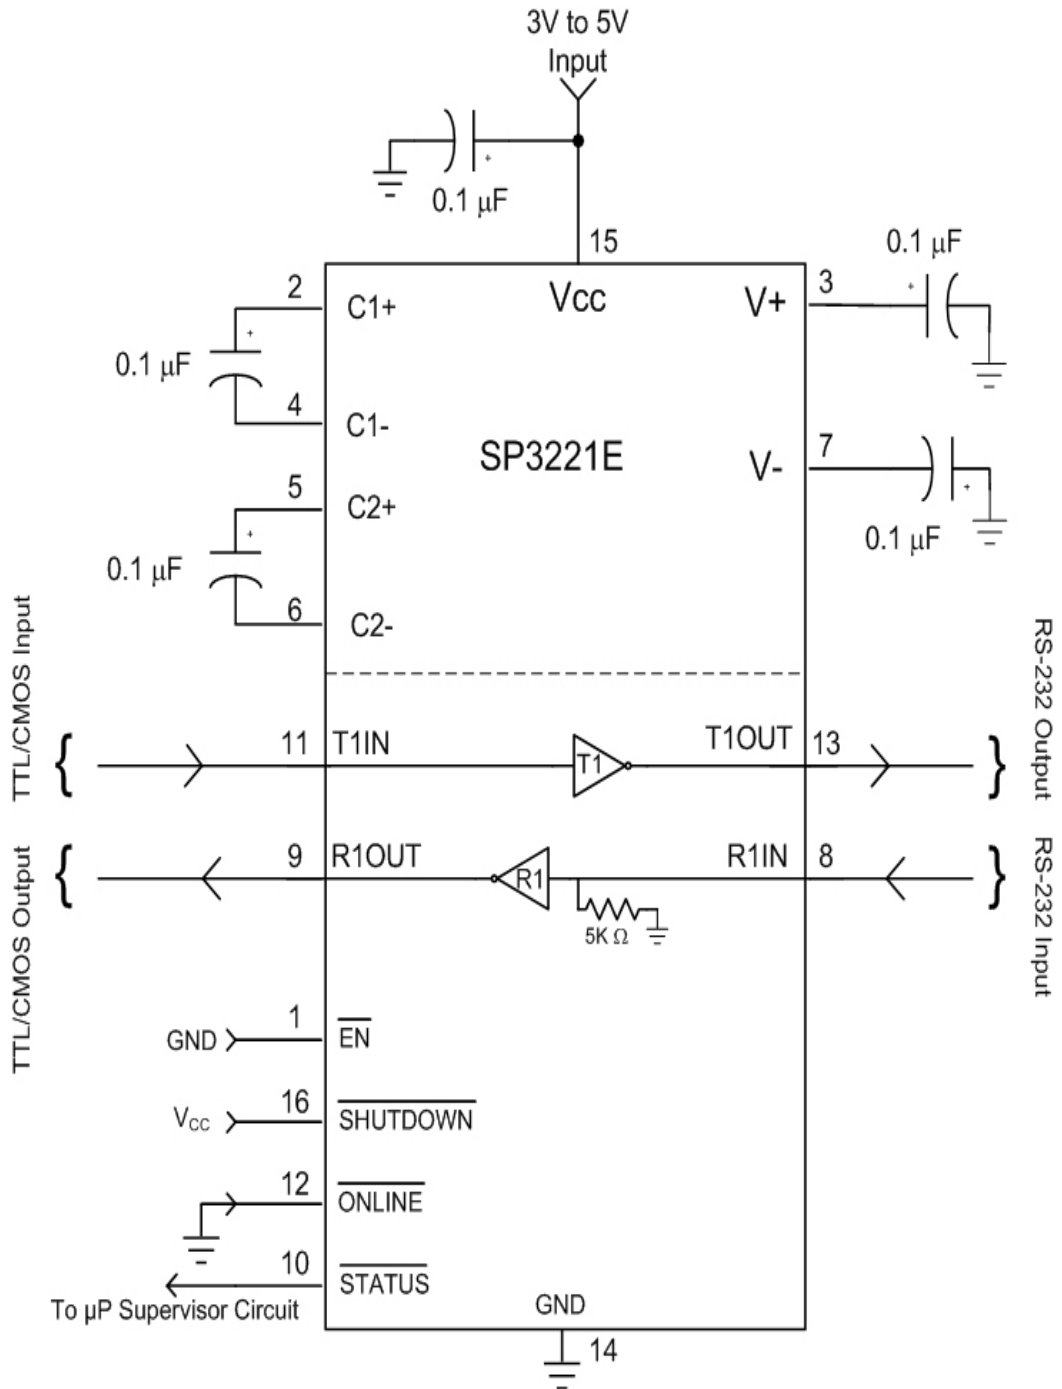 3V to 5V
Input
+
0.1 μF
15
0.1 μF
2
C1+
Vcc
V+
3
+
+
0.1 μF
4
C1-
SP3221E
V-
7
+
0.1 μF
5
C2+
+
0.1 μF
6
C2-
TTL/CMOS Input
RS-232 Output
11
T1IN
T1
T1OUT
13
TTL/CMOS Output
RS-232 Input
9
R1OUT
R1
R1IN
8
5K Ω
GND
1
EN
VCC
16
SHUTDOWN
12
ONLINE
10
STATUS
To μP Supervisor Circuit
GND
14